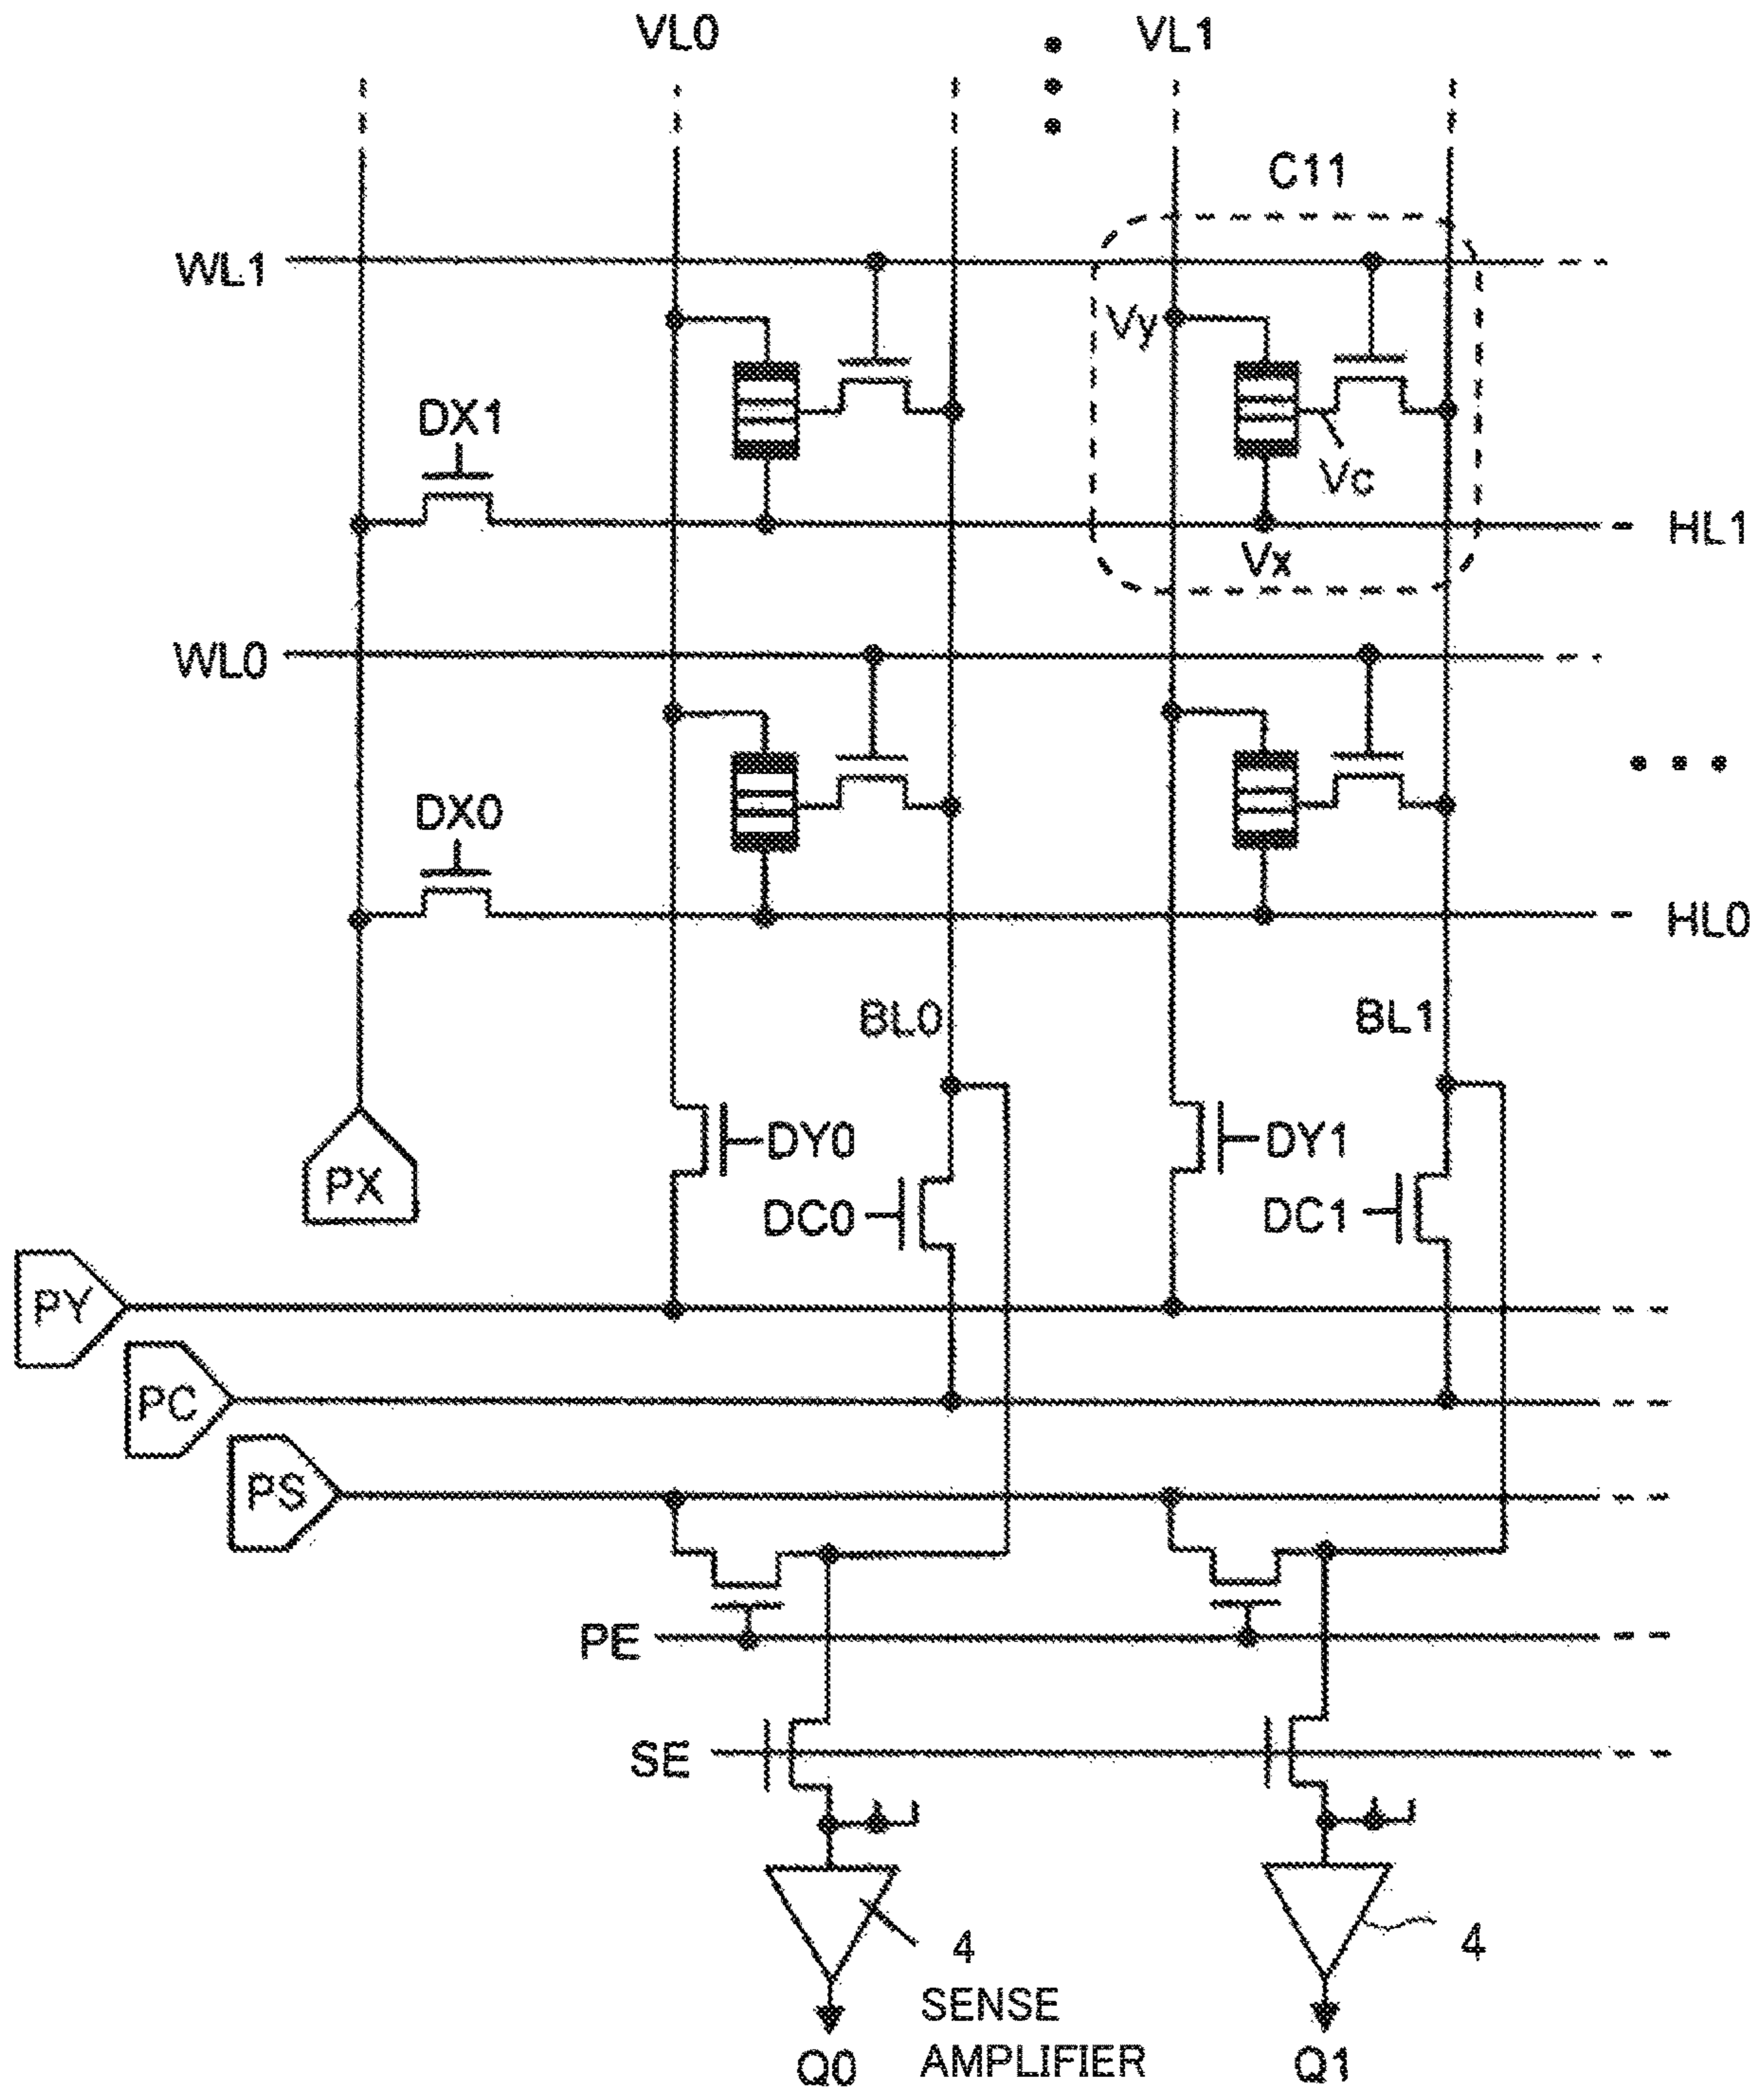 VL0
VL1
C11
WL1
Vy
DX1
Vc
HL1
Vx
WL0
DX0
HL0
BL0
BL1
DY0
DY1
PX
DC0
DC1
PY
PC
PS
PE
SE
4
4
SENSE
AMPLIFIER
Q0
Q1